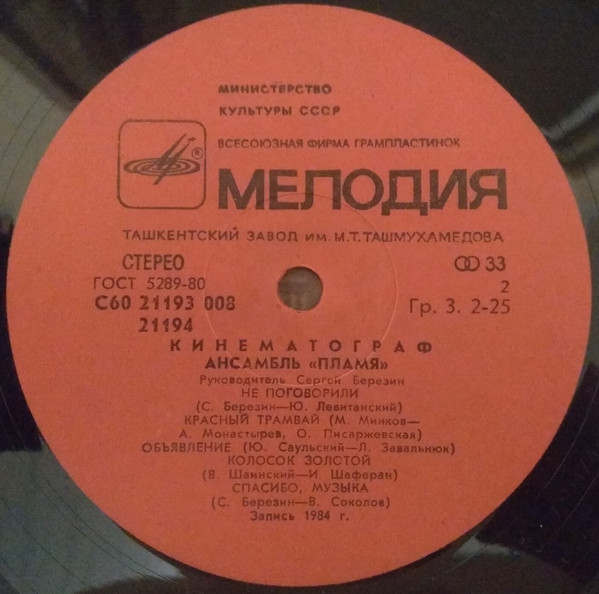 МИНИСТЕРСТВО
КУЛЬТУРЫ СССР
ВСЕСОЮЗНАЯ ФИРМА ГРАМПЛАСТИНОК
®
МЕЛОДИЯ
ТАШКЕНТСКИЙ ЗАВОД ИМ. М.Т. ТАШМУХАМЕДОВА
СТЕРЕО 33
ГОСТ 5289-80 2
С60 21193 008 Гр. 3. 2-25
21194
КИНЕМАТОГРАФ
АНСАМБЛЬ «ПЛАМЯ»
Руководитель Сергей Березин
НЕ ПОГОВОРИЛИ
(С. Березин—Ю. Левитанский)
КРАСНЫЙ ТРАМВАЙ (М. Минков—
А. Монастырев, О. Писаржевская)
ОБЪЯВЛЕНИЕ (Ю. Саульский—Л. Завальнюк)
КОЛОСОК ЗОЛОТОЙ
(В. Шаинский—И. Шаферан)
СПАСИБО, МУЗЫКА
(С. Березин—В. Соколов)
Запись 1984 г.